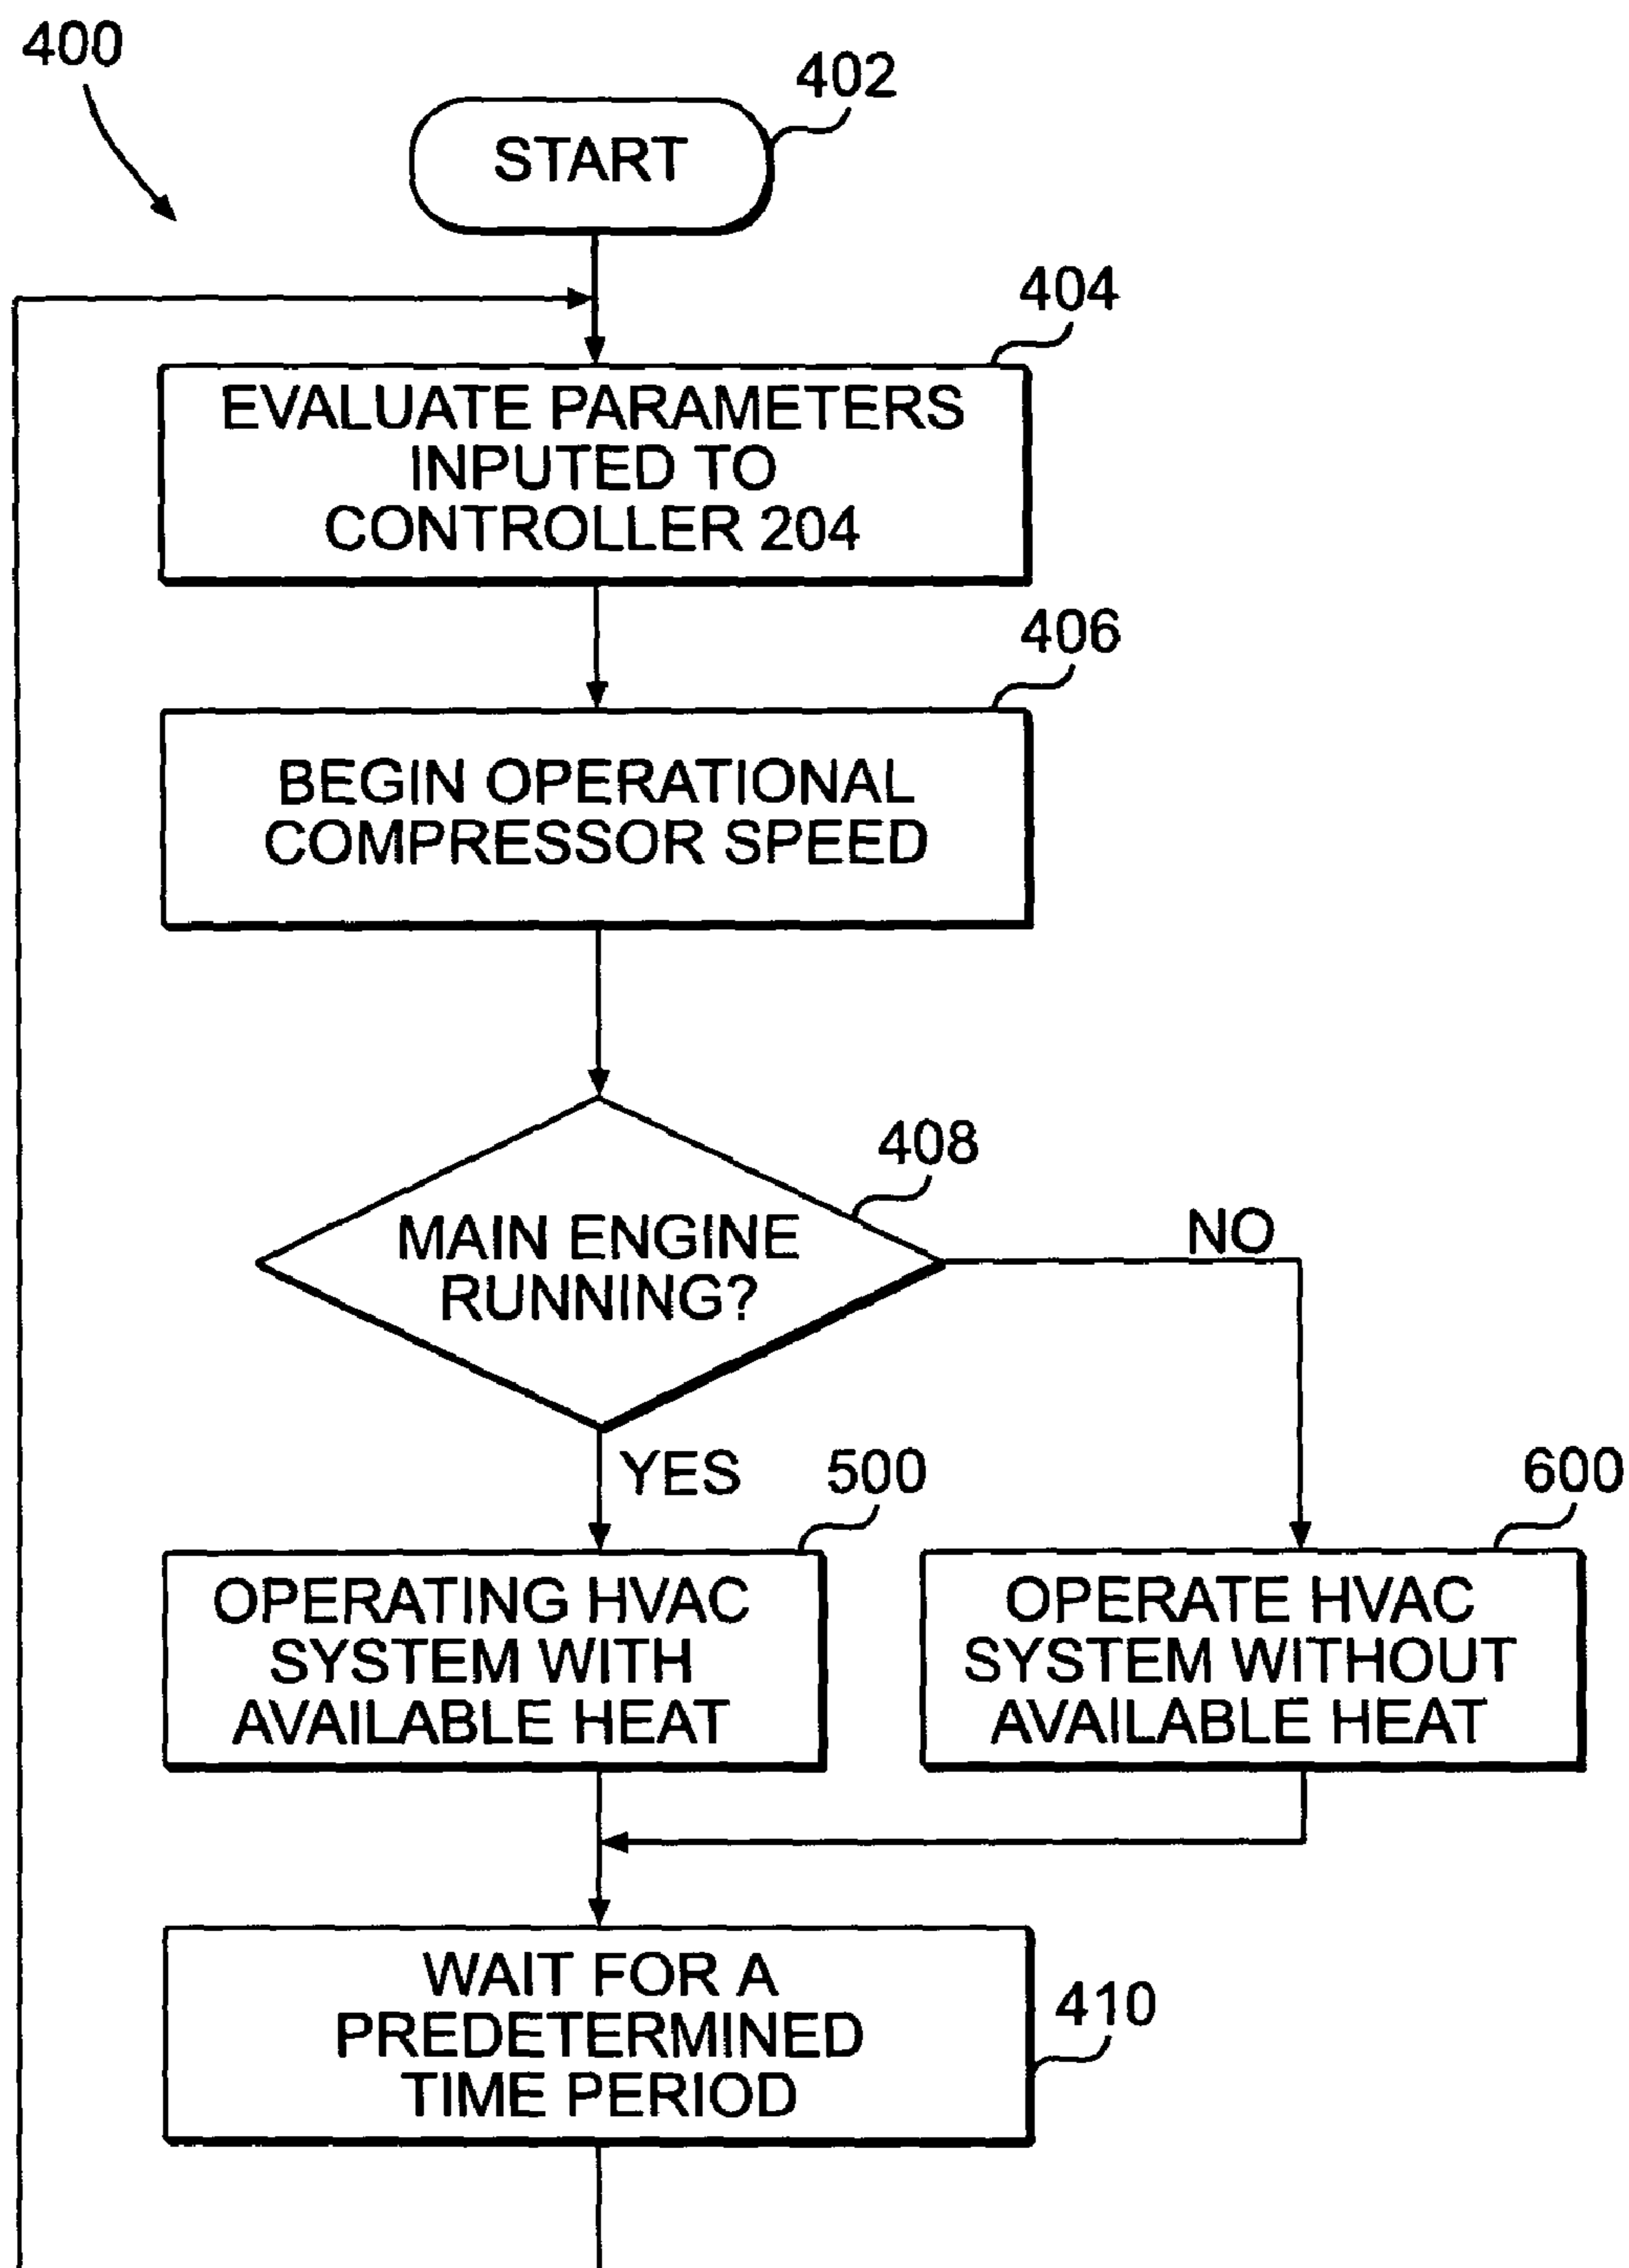 400
402
START
404
EVALUATE PARAMETERS
INPUTED TO
CONTROLLER 204
406
BEGIN OPERATIONAL
COMPRESSOR SPEED
408
MAIN ENGINE
RUNNING?
NO
YES
500
600
OPERATING HVAC
SYSTEM WITH
AVAILABLE HEAT
OPERATE HVAC
SYSTEM WITHOUT
AVAILABLE HEAT
WAIT FOR A
PREDETERMINED
TIME PERIOD
410